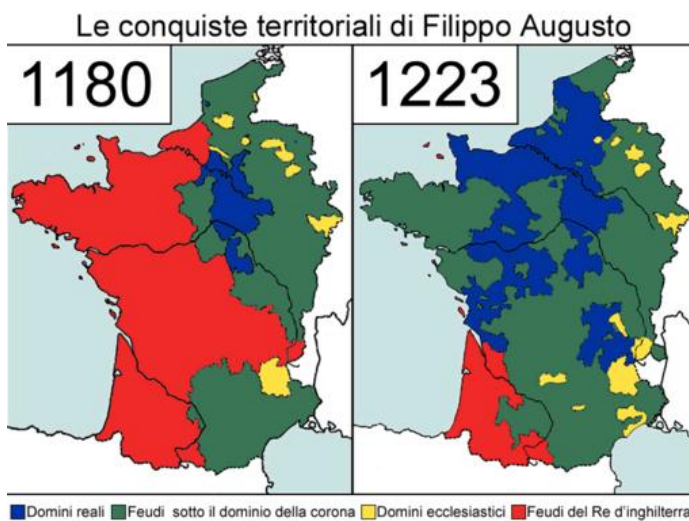 Le conquiste territoriali di Filippo Augusto
1180
1223
Domini reali
Feudi sotto il dominio della corona
Domini ecclesiastici
Feudi del Re d'inghilterra